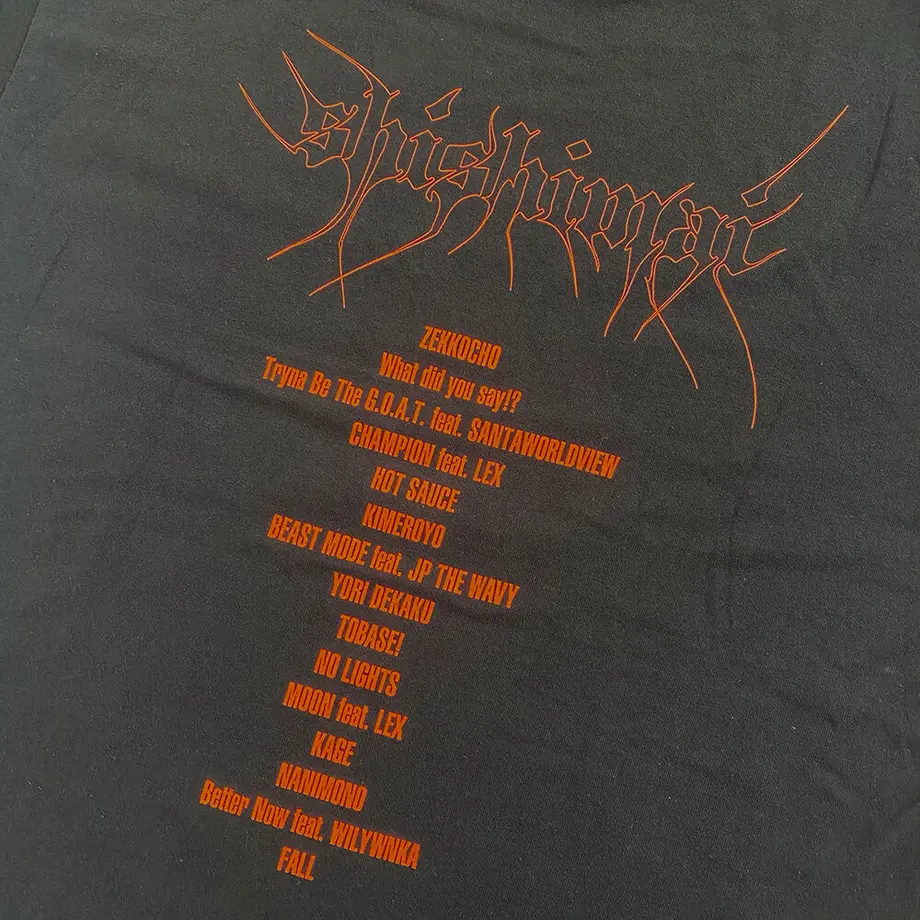 shishimai
ZEKKOCHO
What did you say!?
Tryna Be The G.O.A.T. feat. SANTAWORLDVIEW
CHAMPION feat. LEX
HOT SAUCE
KIMEROYO
BEAST MODE feat. JP THE WAVY
YORI DEKAKU
TOBASE!
NO LIGHTS
MOON feat. LEX
KAGE
NANIMONO
Better Now feat. WILYWNKA
FALL